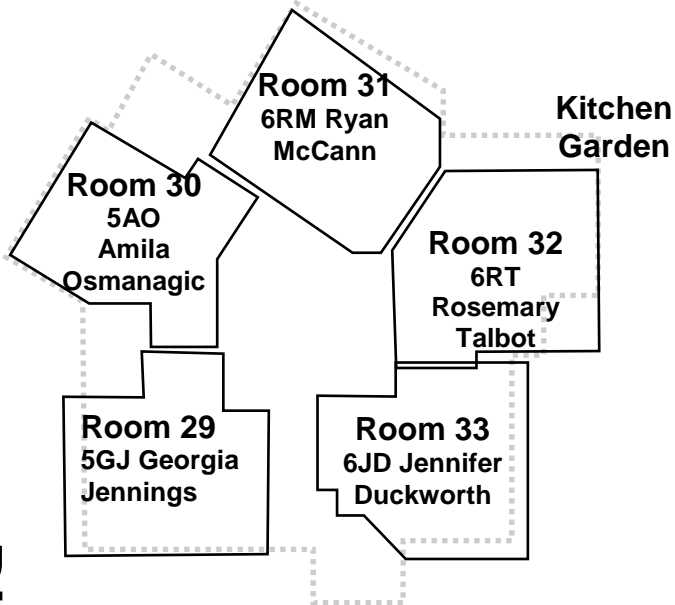 Room 31
6RM Ryan
McCann
Kitchen
Garden
Room 30
5AO
Amila
Osmanagic
Room 32
6RT
Rosemary
Talbot
Room 29
5GJ Georgia
Jennings
Room 33
6JD Jennifer
Duckworth